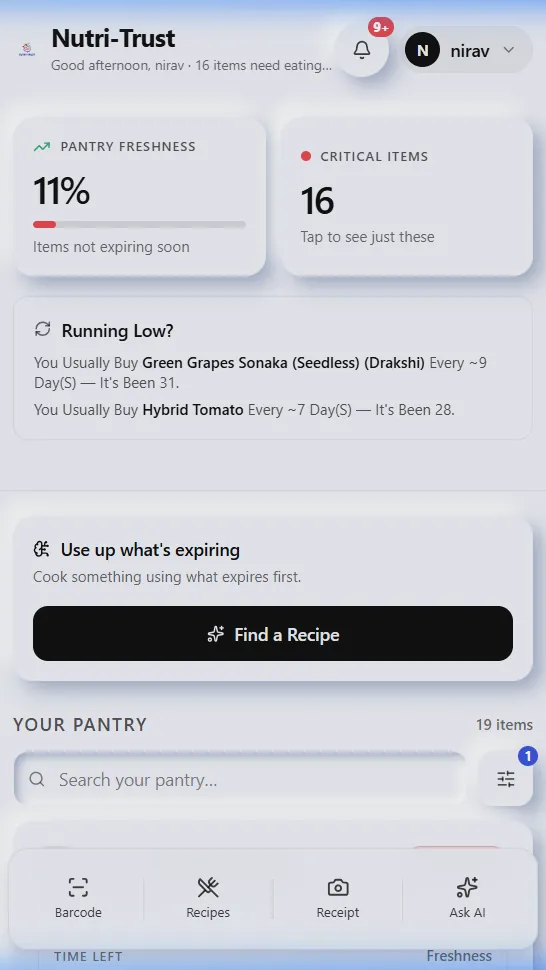 Nutri-Trust
Good afternoon, nirav · 16 items need eating...
9+
N
nirav
PANTRY FRESHNESS
11%
Items not expiring soon
CRITICAL ITEMS
16
Tap to see just these
Running Low?
You Usually Buy Green Grapes Sonaka (Seedless) (Drakshi) Every ~9
Day(S) — It's Been 31.
You Usually Buy Hybrid Tomato Every ~7 Day(S) — It's Been 28.
Use up what's expiring
Cook something using what expires first.
Find a Recipe
YOUR PANTRY
19 items
Search your pantry...
1
Barcode
Recipes
Receipt
Ask AI
TIME LEFT
Freshness